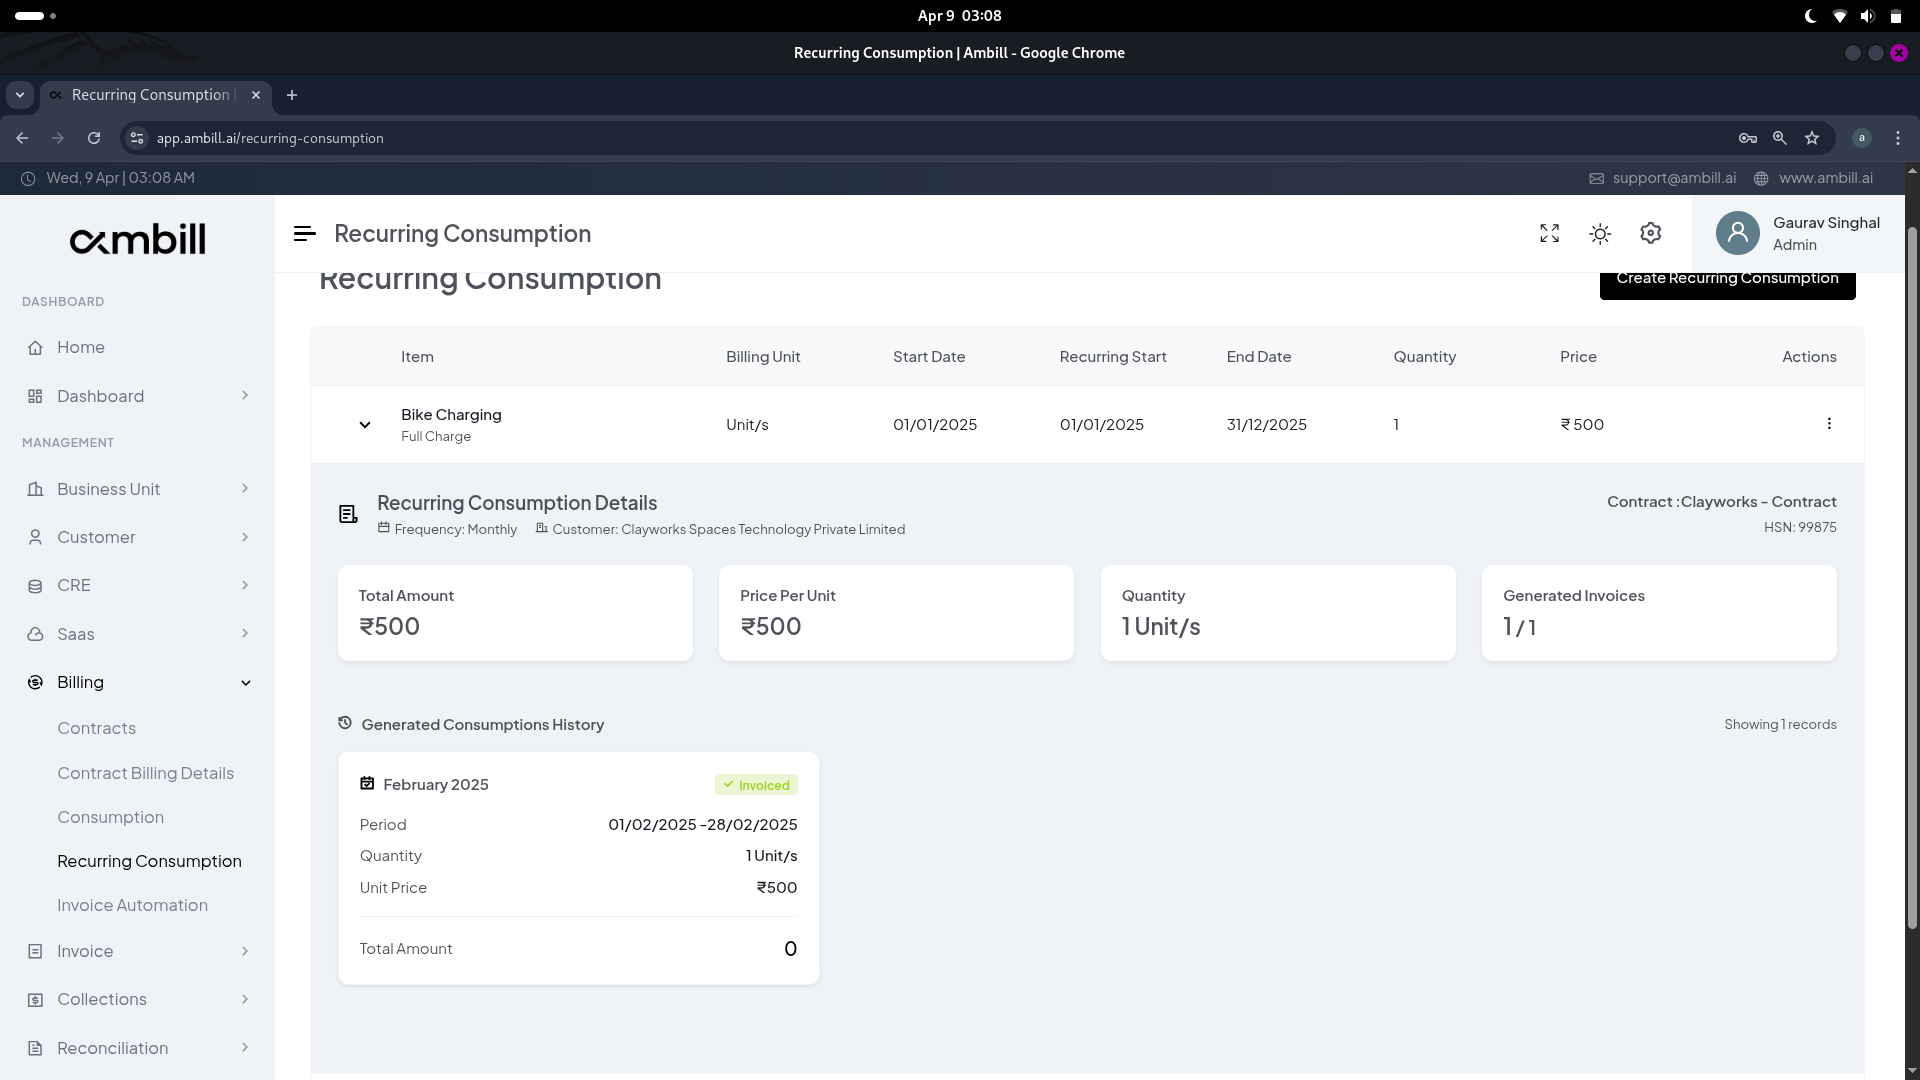 Apr 9 03:08
Recurring Consumption | Ambill - Google Chrome
Recurring Consumption |
app.ambill.ai/recurring-consumption
a
Wed, 9 Apr | 03:08 AM
support@ambill.ai
www.ambill.ai
ambill
Recurring Consumption
Gaurav Singhal
Admin
DASHBOARD
Home
Dashboard
MANAGEMENT
Business Unit
Customer
CRE
Saas
Billing
Contracts
Contract Billing Details
Consumption
Recurring Consumption
Invoice Automation
Invoice
Collections
Reconciliation
Recurring Consumption
Create Recurring Consumption
Item Billing Unit Start Date Recurring Start End Date Quantity Price Actions
Bike Charging
Full Charge
Unit/s 01/01/2025 01/01/2025 31/12/2025 1 ₹ 500
Recurring Consumption Details
Frequency: Monthly Customer: Clayworks Spaces Technology Private Limited
Contract :Clayworks - Contract
HSN: 99875
Total Amount
₹500
Price Per Unit
₹500
Quantity
1 Unit/s
Generated Invoices
1 / 1
Generated Consumptions History
Showing 1 records
February 2025
Invoiced
Period 01/02/2025 -28/02/2025
Quantity 1 Unit/s
Unit Price ₹500
Total Amount 0